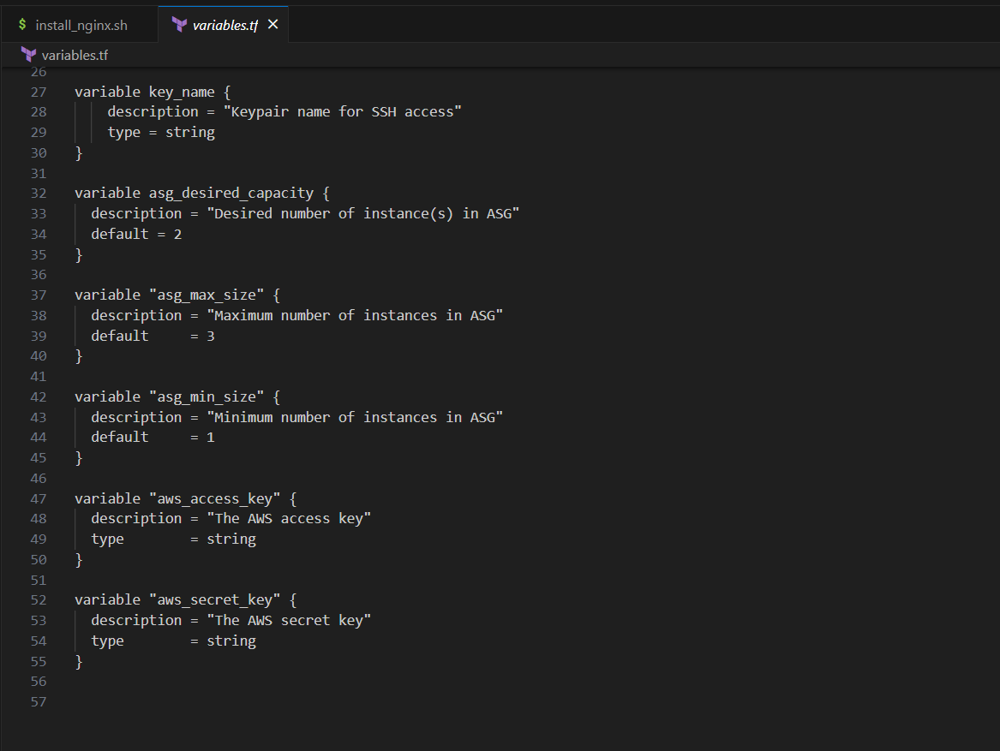 $ install_nginx.sh variables.tf ×
variables.tf
26
27 variable key_name {
28     description = "Keypair name for SSH access"
29     type = string
30 }
31
32 variable asg_desired_capacity {
33   description = "Desired number of instance(s) in ASG"
34   default = 2
35 }
36
37 variable "asg_max_size" {
38   description = "Maximum number of instances in ASG"
39   default     = 3
40 }
41
42 variable "asg_min_size" {
43   description = "Minimum number of instances in ASG"
44   default     = 1
45 }
46
47 variable "aws_access_key" {
48   description = "The AWS access key"
49   type        = string
50 }
51
52 variable "aws_secret_key" {
53   description = "The AWS secret key"
54   type        = string
55 }
56
57